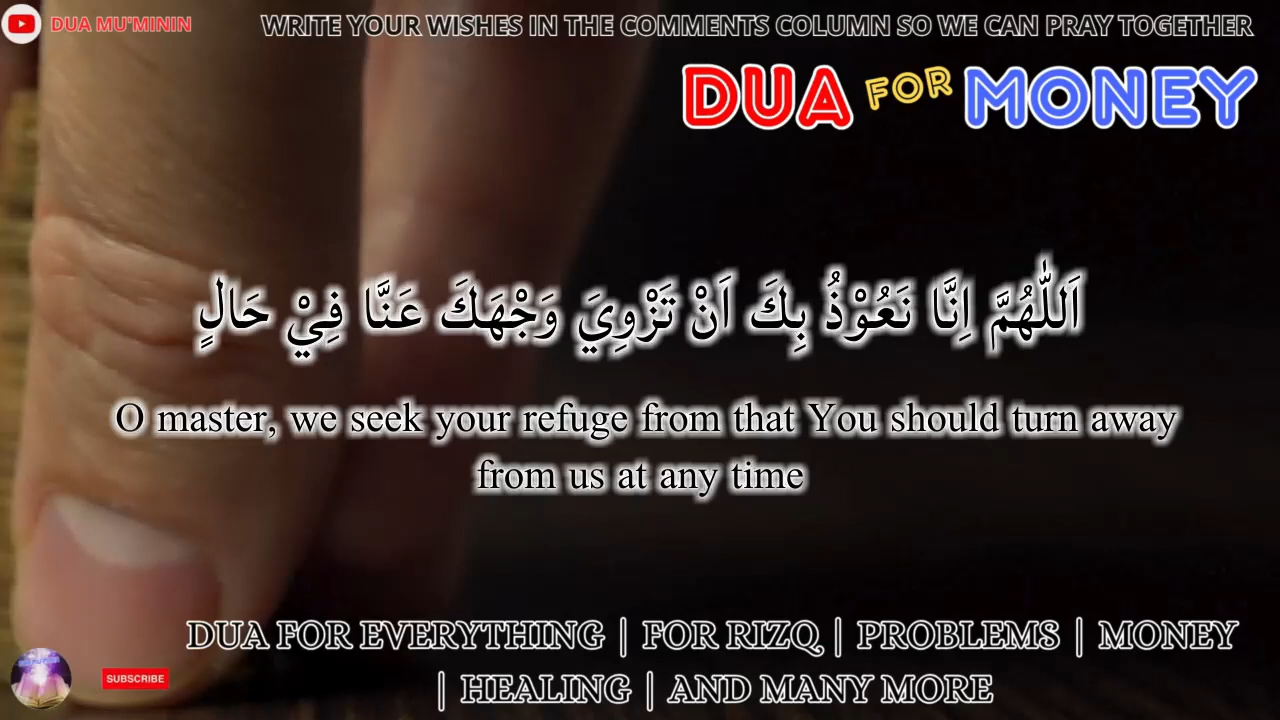 DUA MU'MININ
WRITE YOUR WISHES IN THE COMMENTS COLUMN SO WE CAN PRAY TOGETHER
DUA FOR MONEY
اَللّٰهُمَّ اِنَّا نَعُوْذُ بِكَ اَنْ تَزْوِيَ وَجْهَكَ عَنَّا فِيْ حَالٍ
O master, we seek your refuge from that You should turn away
from us at any time
DUA FOR EVERYTHING | FOR RIZQ | PROBLEMS | MONEY
| HEALING | AND MANY MORE
SUBSCRIBE